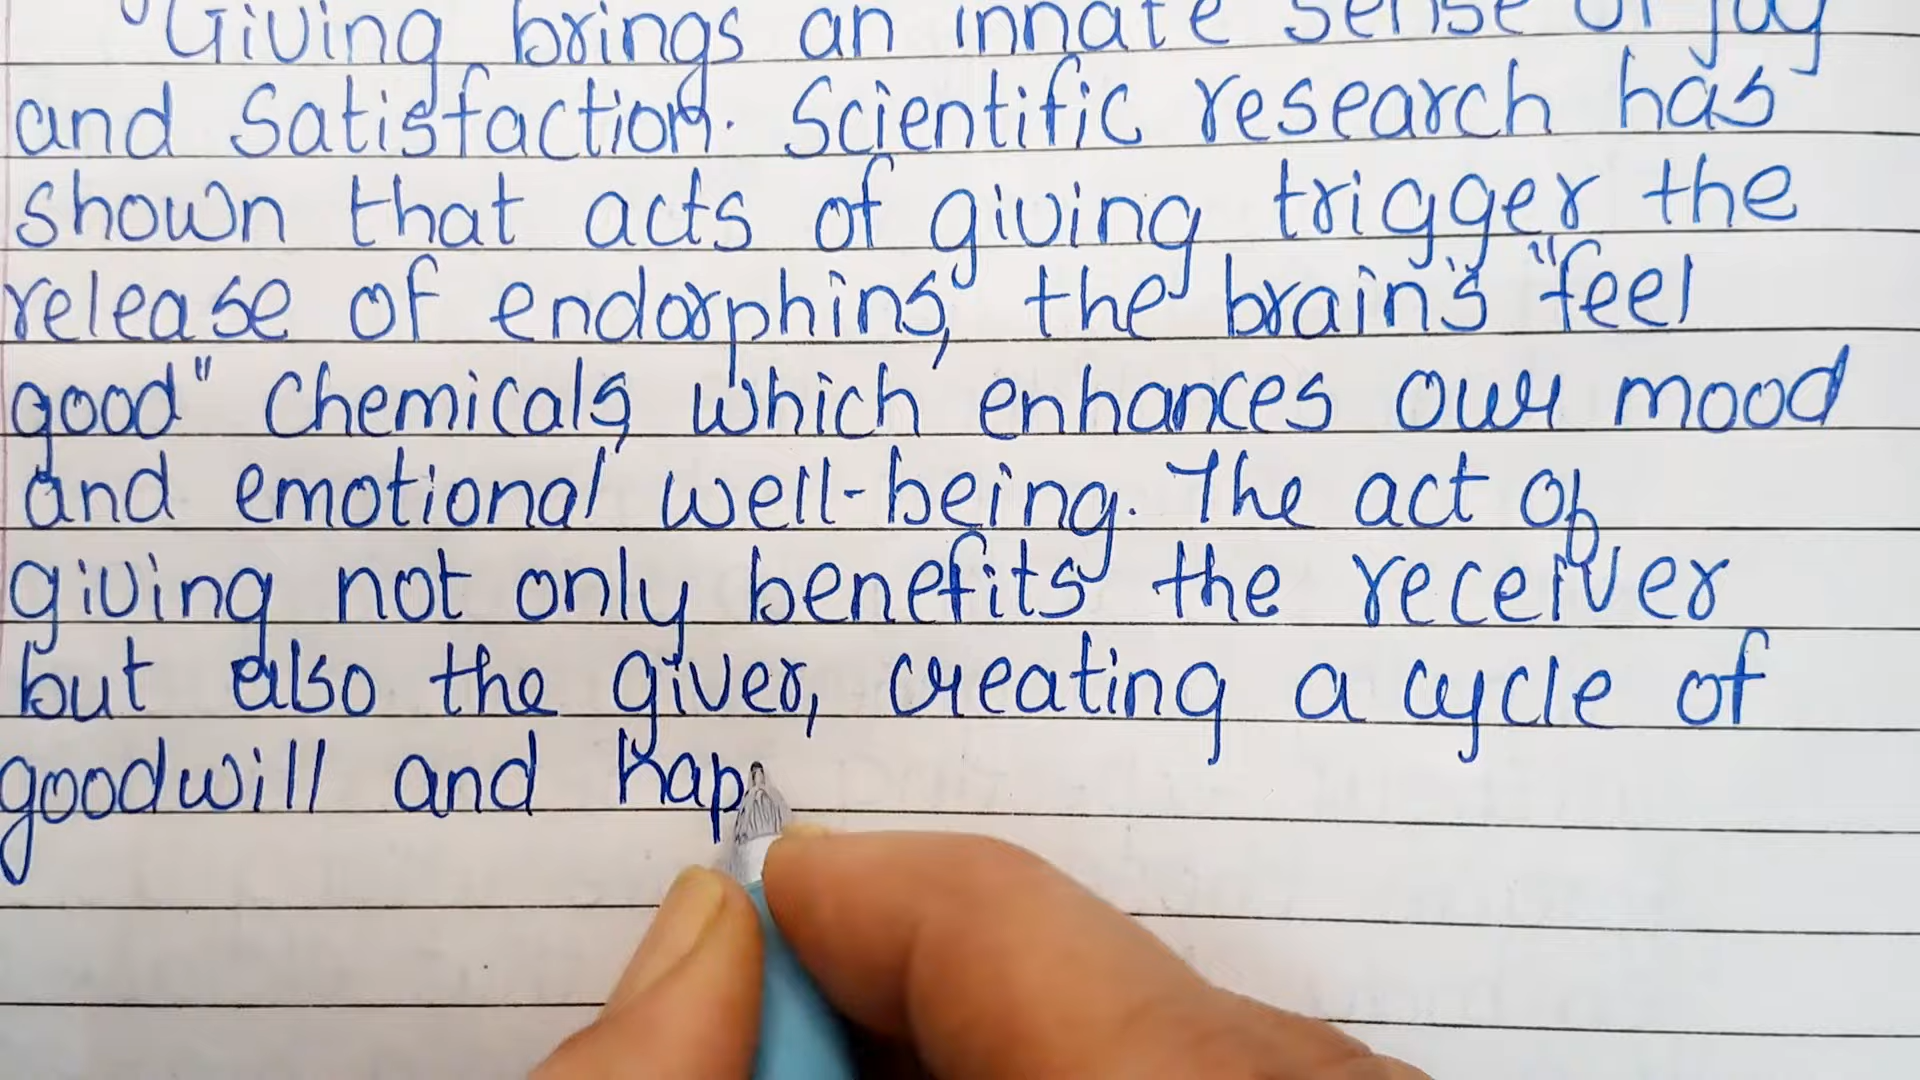 Giving brings an innate sense of joy
and Satisfaction. Scientific research has
shown that acts of giving trigger the
release of endorphins, the brain's "feel
good" Chemicals, which enhances our mood
and emotional well-being. The act of
giving not only benefits the receiver
but also the giver, creating a cycle of
goodwill and hap